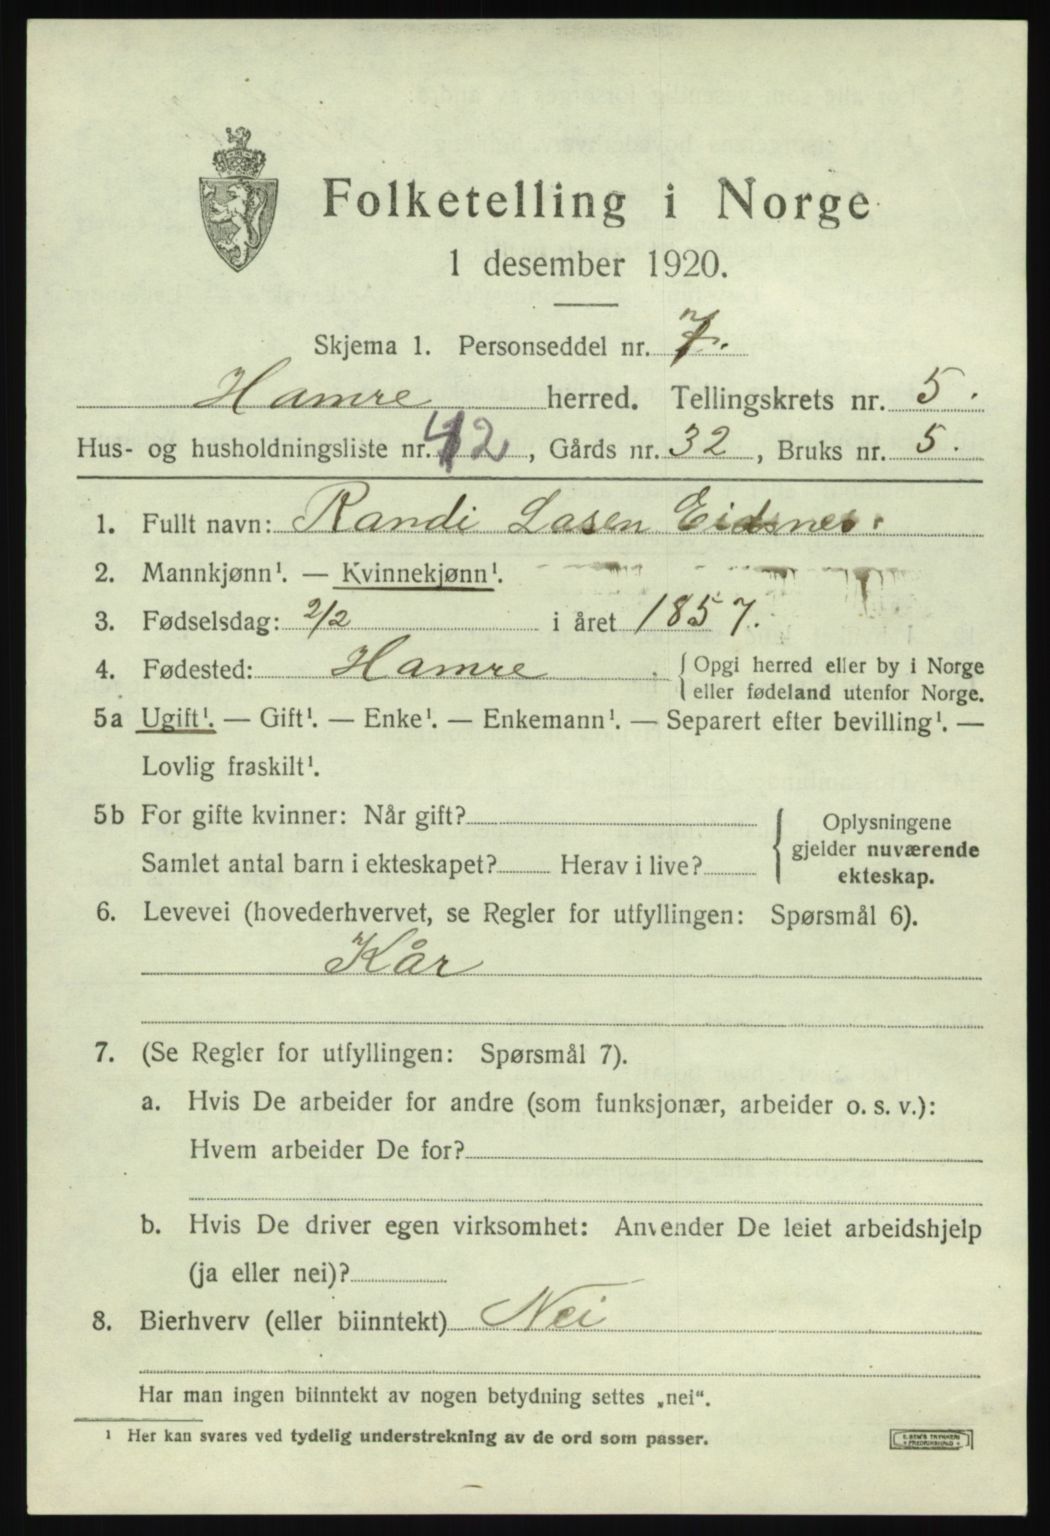 Folketelling i Norge
1 desember 1920.
Skjema 1. Personseddel nr. 7.
Hamre herred. Tellingskrets nr. 5.
Hus- og husholdningsliste nr. 42, Gårds nr. 32, Bruks nr. 5.
1. Fullt navn: Randi Lasen Eidsnes.
2. Mannkjønn¹. — Kvinnekjønn¹.
3. Fødselsdag: 2/2 i året 1857.
4. Fødested: Hamre. { Opgi herred eller by i Norge
eller fødeland utenfor Norge.
5a Ugift¹. — Gift¹. — Enke¹. — Enkemann¹. — Separert efter bevilling¹. —
Lovlig fraskilt¹.
5b For gifte kvinner: Når gift?
Samlet antal barn i ekteskapet? Herav i live?
Oplysningene
gjelder nuværende
ekteskap.
6. Levevei (hovederhvervet, se Regler for utfyllingen: Spørsmål 6).
Kår
7. (Se Regler for utfyllingen: Spørsmål 7).
a. Hvis De arbeider for andre (som funksjonær, arbeider o. s. v.):
Hvem arbeider De for?
b. Hvis De driver egen virksomhet: Anvender De leiet arbeidshjelp
(ja eller nei)?
8. Bierhverv (eller biinntekt) Nei
Har man ingen biinntekt av nogen betydning settes „nei".
¹ Her kan svares ved tydelig understrekning av de ord som passer.